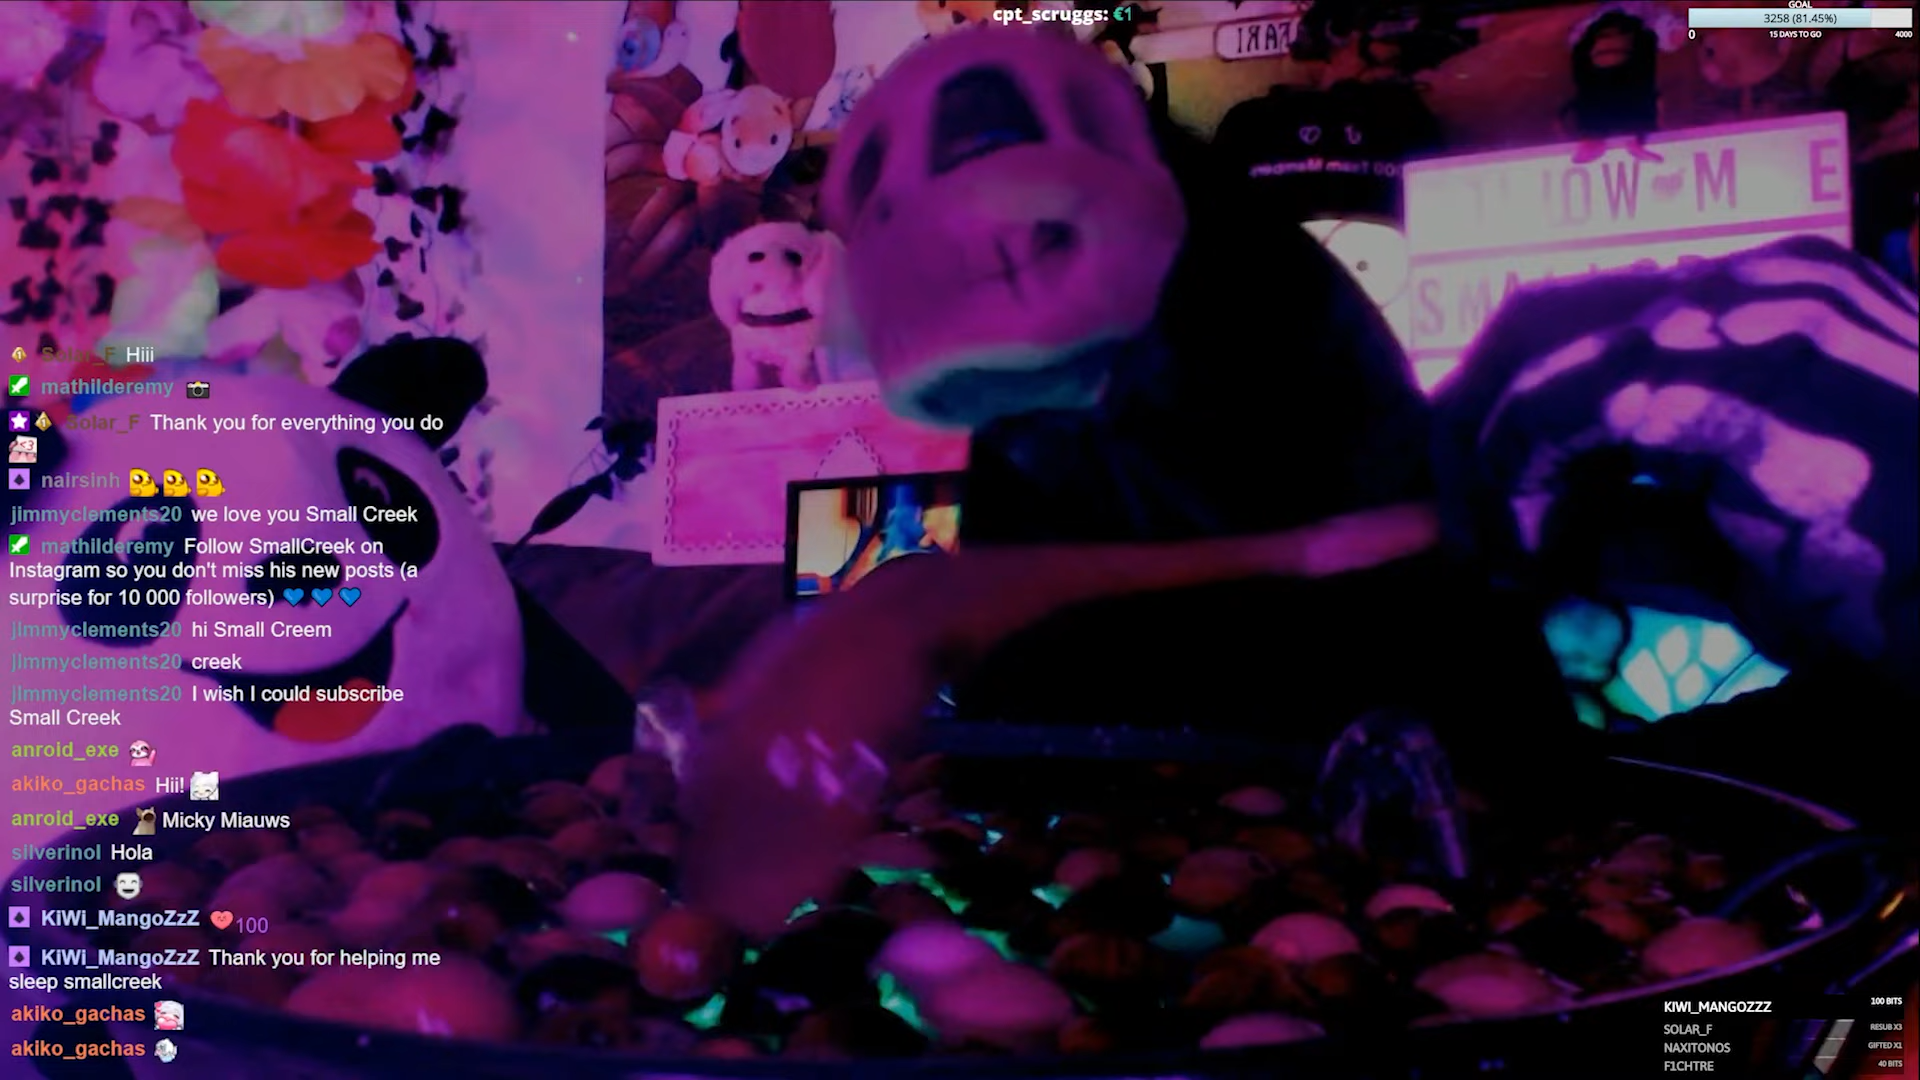 cpt_scruggs: €1
GOAL
3258 (81.45%)
0 15 DAYS TO GO 4000
OW M E
Solar_F Hiii
mathilderemy
Solar_F Thank you for everything you do
nairsinh
jimmyclements20 we love you Small Creek
mathilderemy Follow SmallCreek on
Instagram so you don't miss his new posts (a
surprise for 10 000 followers)
jimmyclements20 hi Small Creem
jimmyclements20 creek
jimmyclements20 I wish I could subscribe
Small Creek
anroid_exe
akiko_gachas Hii!
anroid_exe Micky Miauws
silverinol Hola
silverinol
KiWi_MangoZzZ 100
KiWi_MangoZzZ Thank you for helping me
sleep smallcreek
akiko_gachas
akiko_gachas
KIWI_MANGOZZZ 100 BITS
SOLAR_F RESUB X3
NAXITONOS GIFTED X1
F1CHTRE 40 BITS